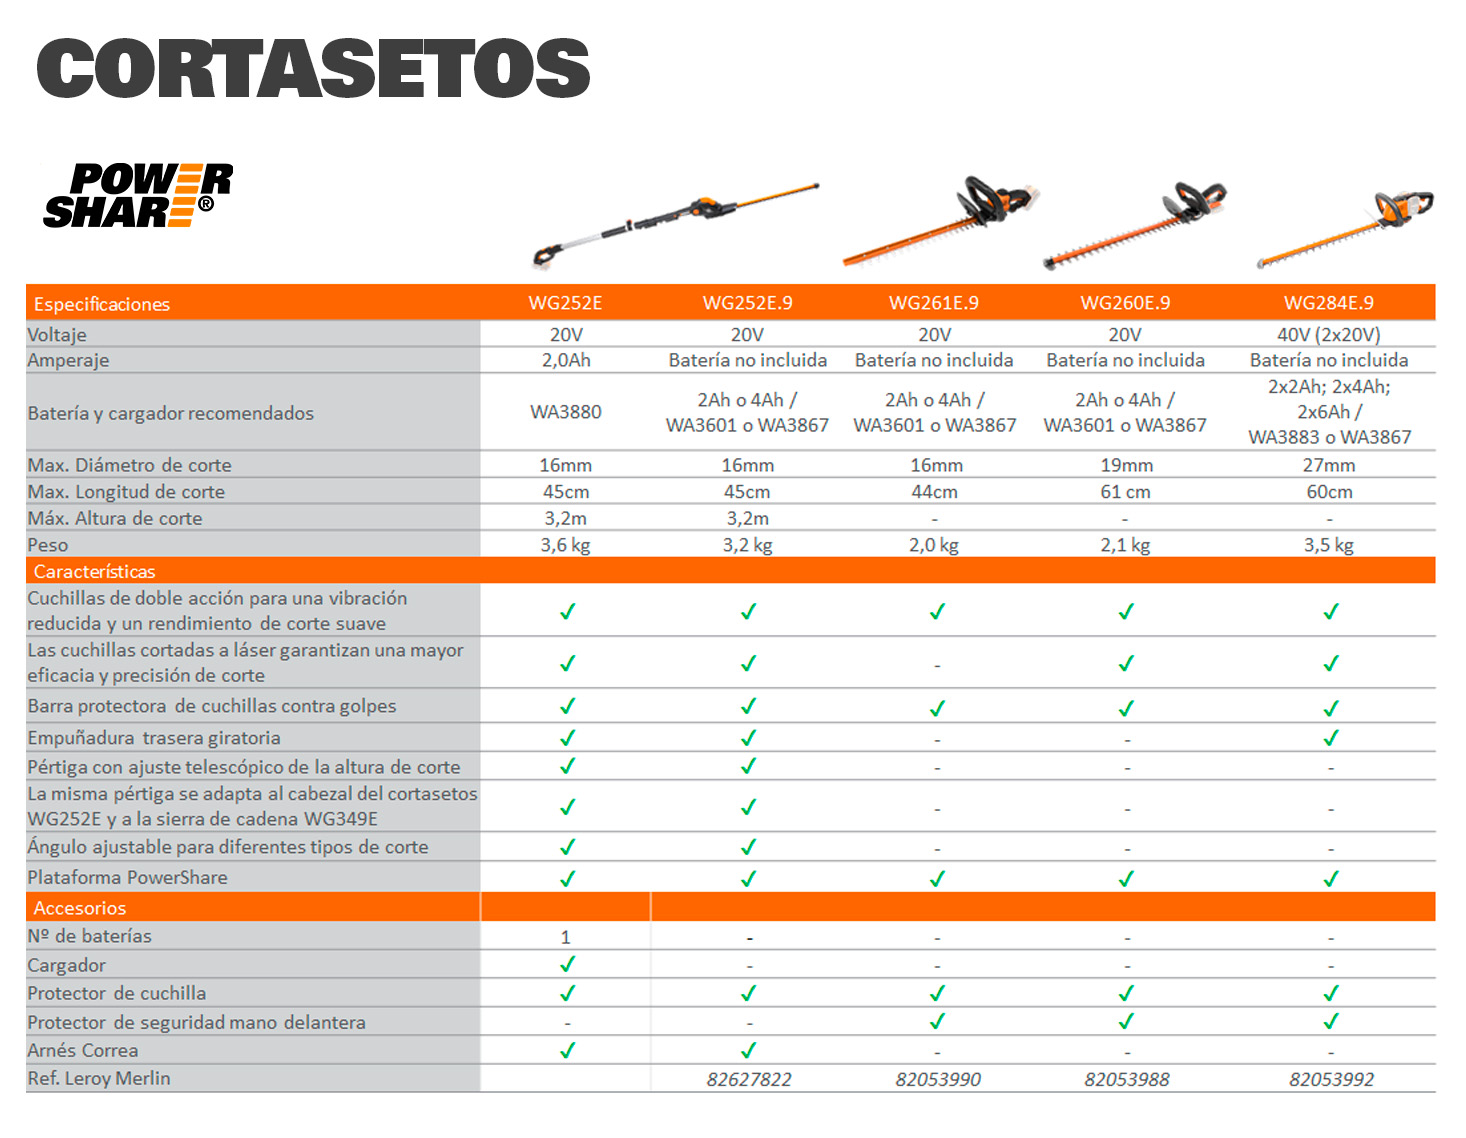 CORTASETOS
POWER
SHARE®
Especificaciones WG252E WG252E.9 WG261E.9 WG260E.9 WG284E.9
Voltaje 20V 20V 20V 20V 40V (2x20V)
Amperaje 2,0Ah Batería no incluida Batería no incluida Batería no incluida Batería no incluida
Batería y cargador recomendados WA3880 2Ah o 4Ah / 2Ah o 4Ah / 2Ah o 4Ah / 2x2Ah; 2x4Ah;
WA3601 o WA3867 WA3601 o WA3867 WA3601 o WA3867 2x6Ah /
WA3883 o WA3867
Max. Diámetro de corte 16mm 16mm 16mm 19mm 27mm
Max. Longitud de corte 45cm 45cm 44cm 61 cm 60cm
Máx. Altura de corte 3,2m 3,2m - - -
Peso 3,6 kg 3,2 kg 2,0 kg 2,1 kg 3,5 kg
Características
Cuchillas de doble acción para una vibración
reducida y un rendimiento de corte suave ✓ ✓ ✓ ✓ ✓
Las cuchillas cortadas a láser garantizan una mayor
eficacia y precisión de corte ✓ ✓ - ✓ ✓
Barra protectora de cuchillas contra golpes ✓ ✓ ✓ ✓ ✓
Empuñadura trasera giratoria ✓ ✓ - - ✓
Pértiga con ajuste telescópico de la altura de corte ✓ ✓ - - -
La misma pértiga se adapta al cabezal del cortasetos
WG252E y a la sierra de cadena WG349E ✓ ✓ - - -
Ángulo ajustable para diferentes tipos de corte ✓ ✓ - - -
Plataforma PowerShare ✓ ✓ ✓ ✓ ✓
Accesorios
Nº de baterías 1 - - - -
Cargador ✓ - - - -
Protector de cuchilla ✓ ✓ ✓ ✓ ✓
Protector de seguridad mano delantera - - ✓ ✓ ✓
Arnés Correa ✓ ✓ - - -
Ref. Leroy Merlin 82627822 82053990 82053988 82053992